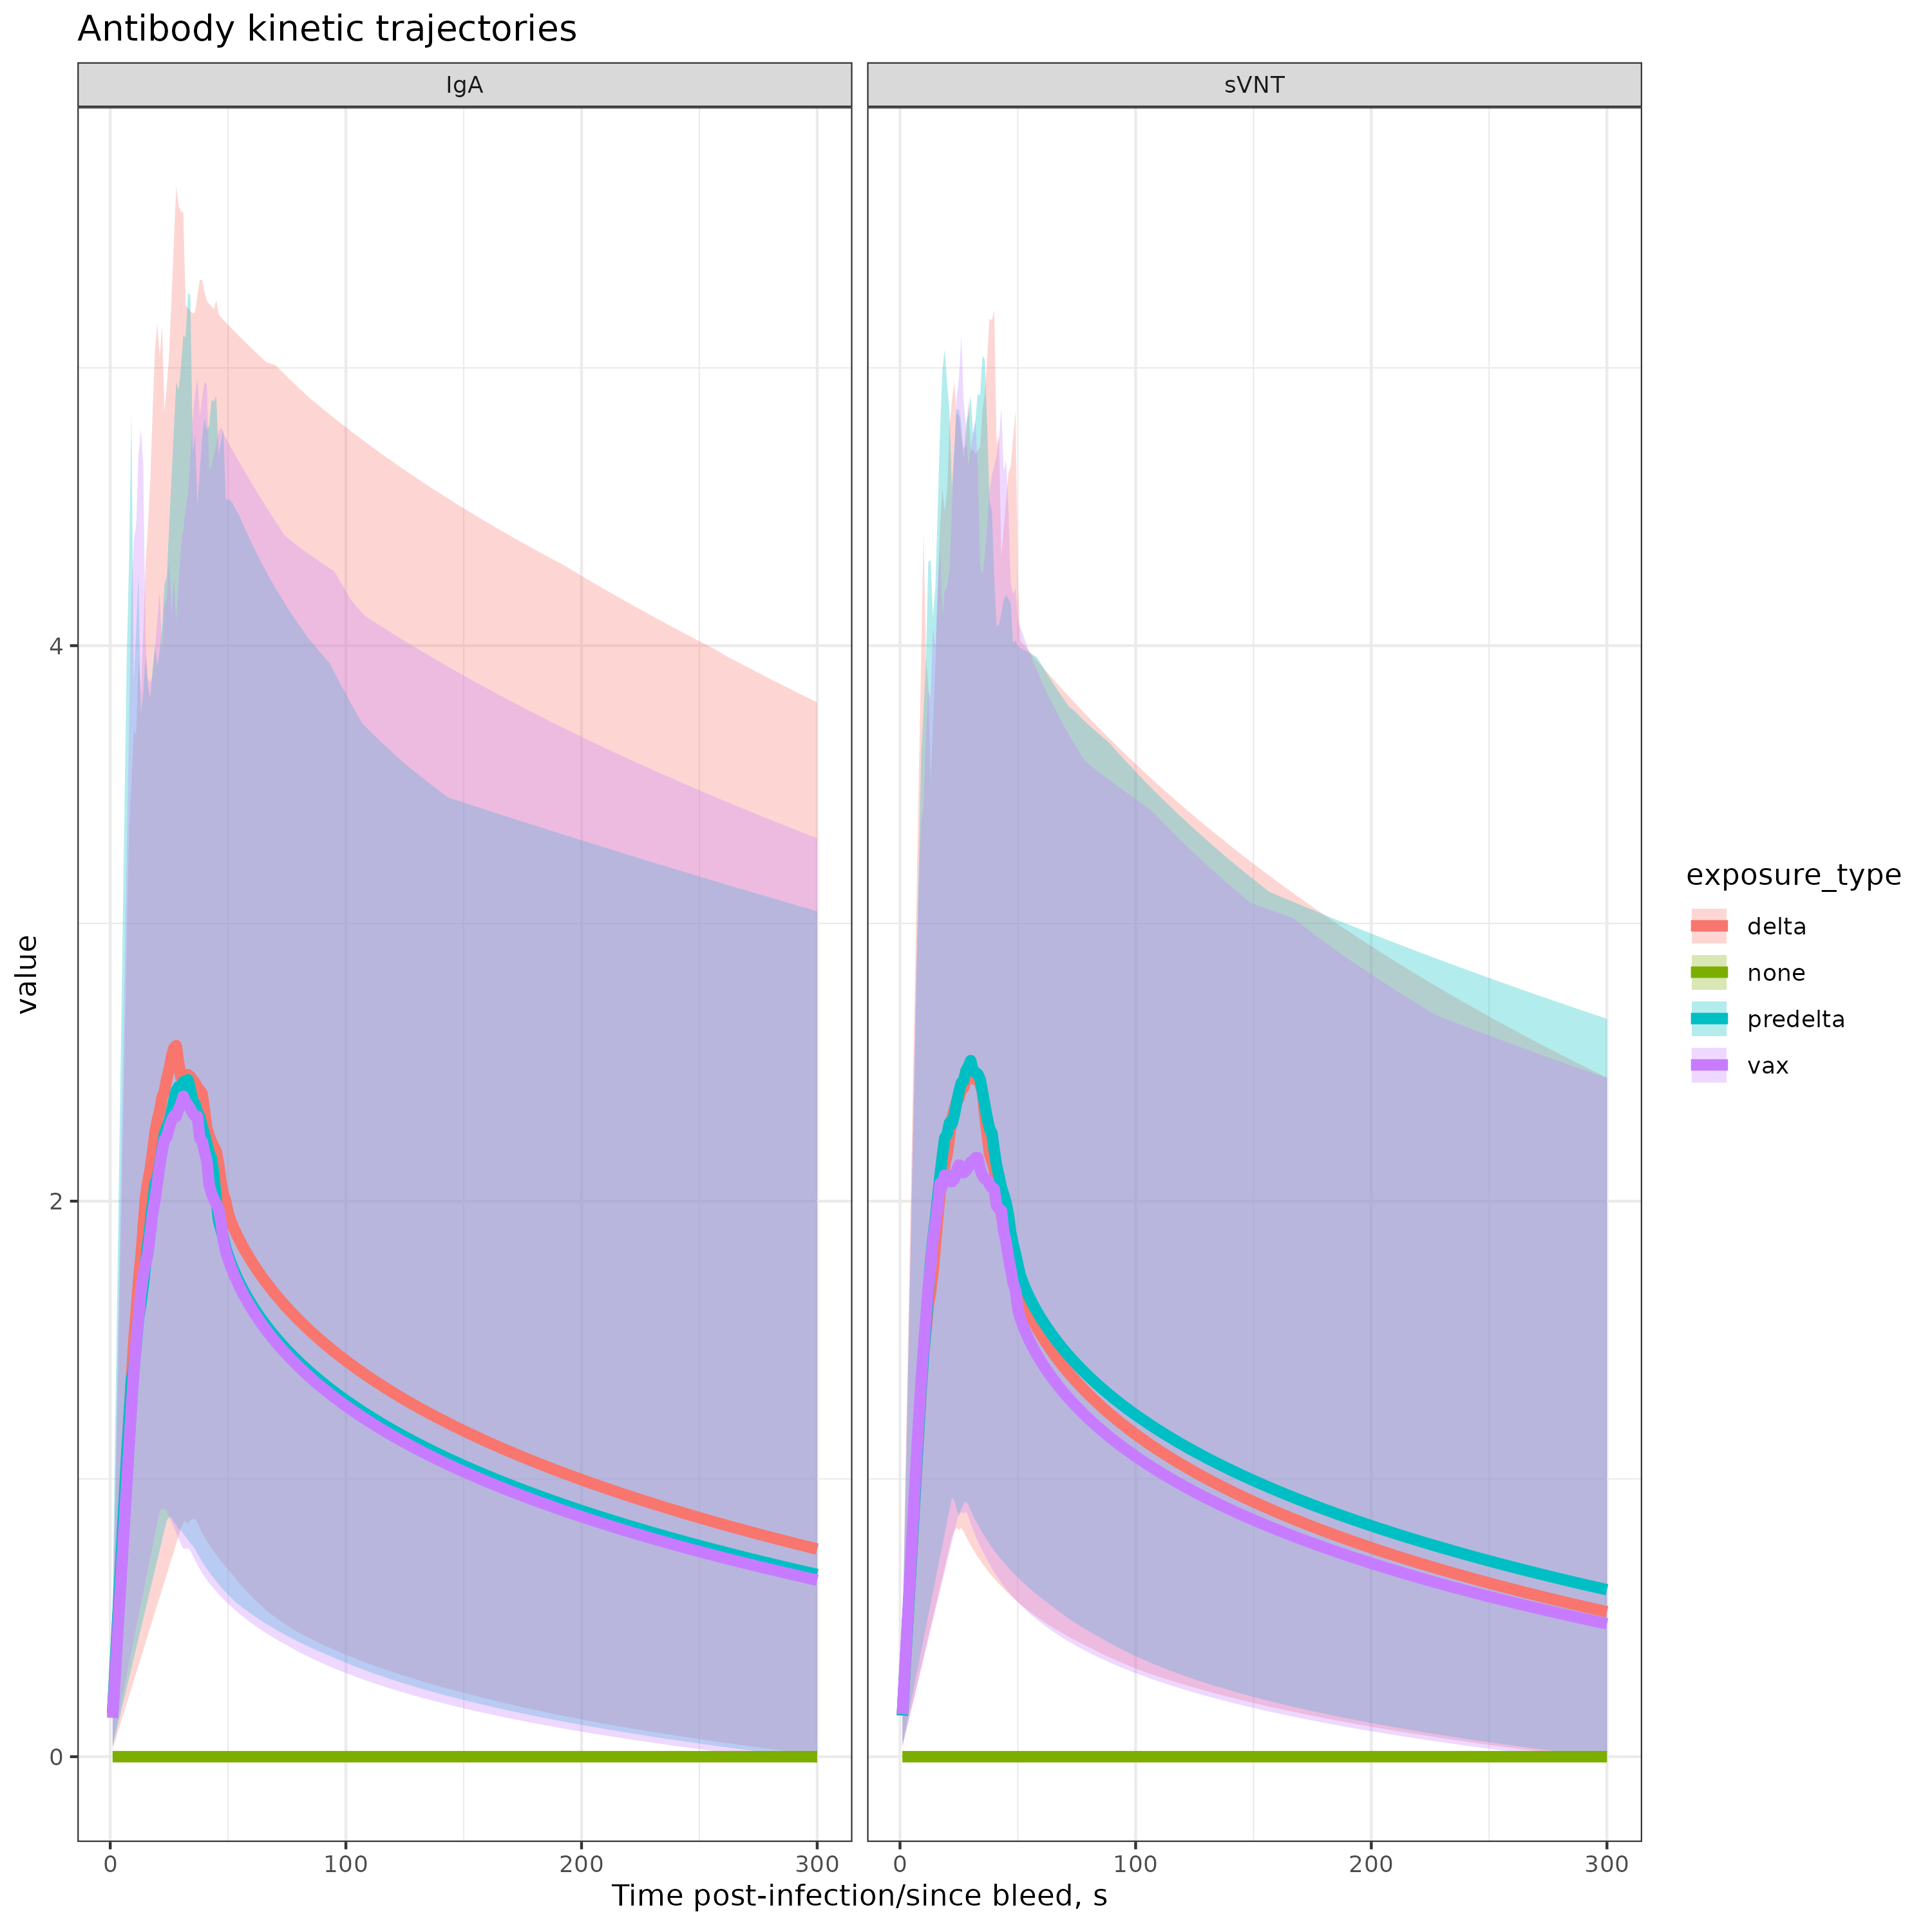 Antibody kinetic trajectories
IgA
sVNT
value
4
2
0
0 100 200 300
0 100 200 300
Time post-infection/since bleed, s
exposure_type
delta
none
predelta
vax